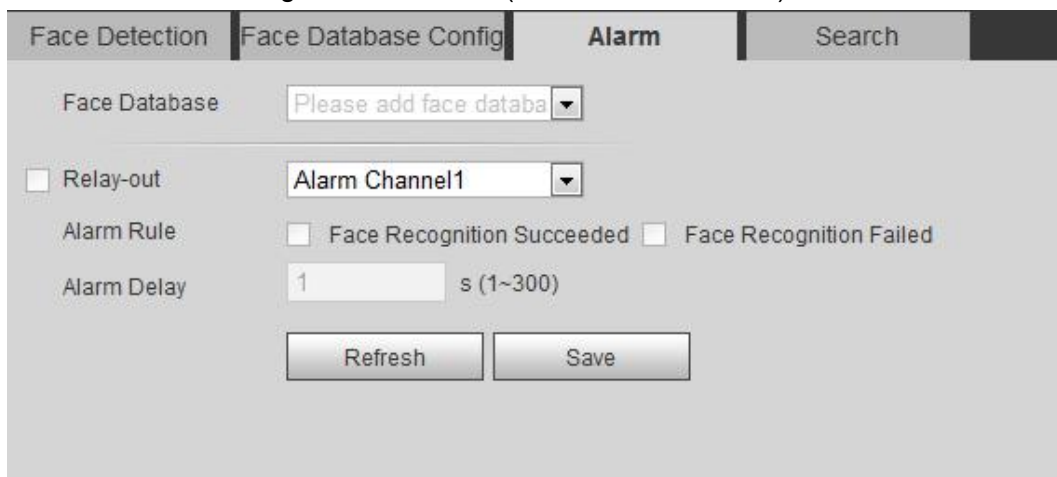 Face Detection Face Database Config Alarm Search
Face Database Please add face databa
Relay-out Alarm Channel1
Alarm Rule Face Recognition Succeeded Face Recognition Failed
Alarm Delay 1 s (1~300)
Refresh Save